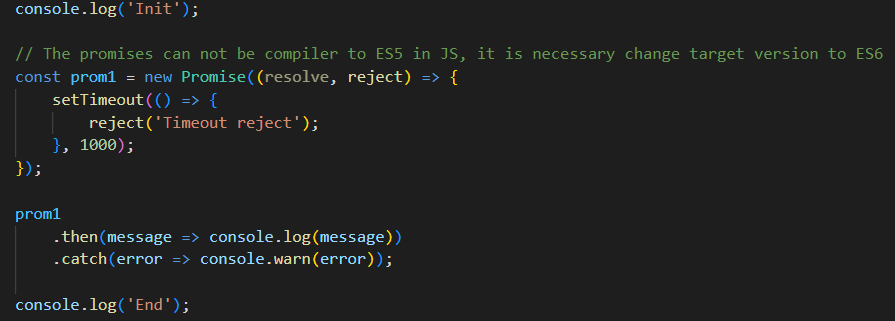 console.log('Init');
// The promises can not be compiler to ES5 in JS, it is necessary change target version to ES6
const prom1 = new Promise((resolve, reject) => {
    setTimeout(() => {
        reject('Timeout reject');
    }, 1000);
});
prom1
    .then(message => console.log(message))
    .catch(error => console.warn(error));
console.log('End');